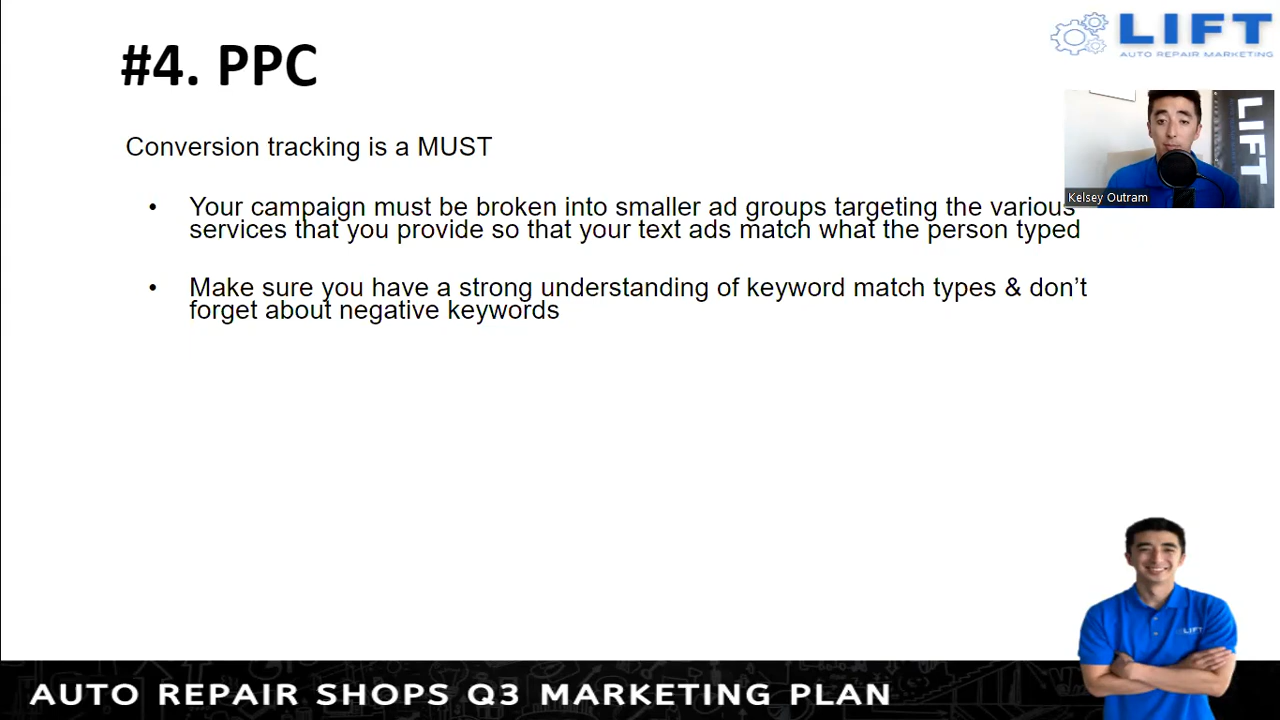 #4. PPC
LIFT
AUTO REPAIR MARKETING
Conversion tracking is a MUST
LIFT
Kelsey Outram
• Your campaign must be broken into smaller ad groups targeting the various
services that you provide so that your text ads match what the person typed
• Make sure you have a strong understanding of keyword match types & don't
forget about negative keywords
LIFT
AUTO REPAIR SHOPS Q3 MARKETING PLAN